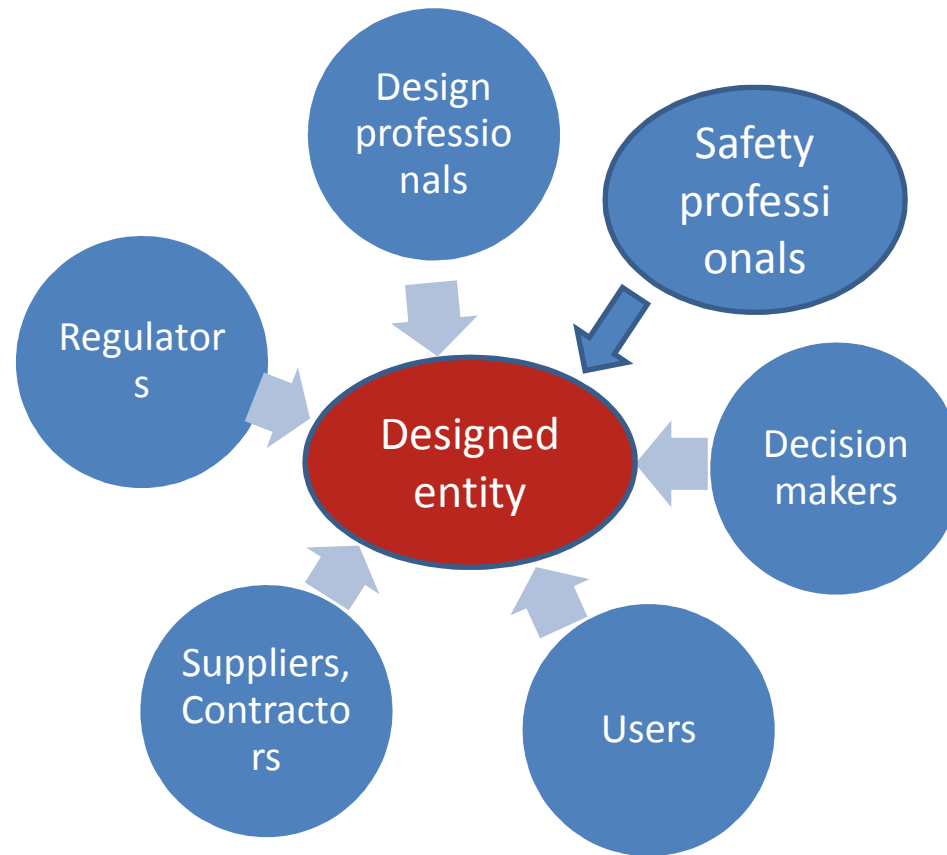 Design
professio
nals
Safety
professi
onals
Regulator
s
Designed
entity
Decision
makers
Suppliers,
Contracto
rs
Users